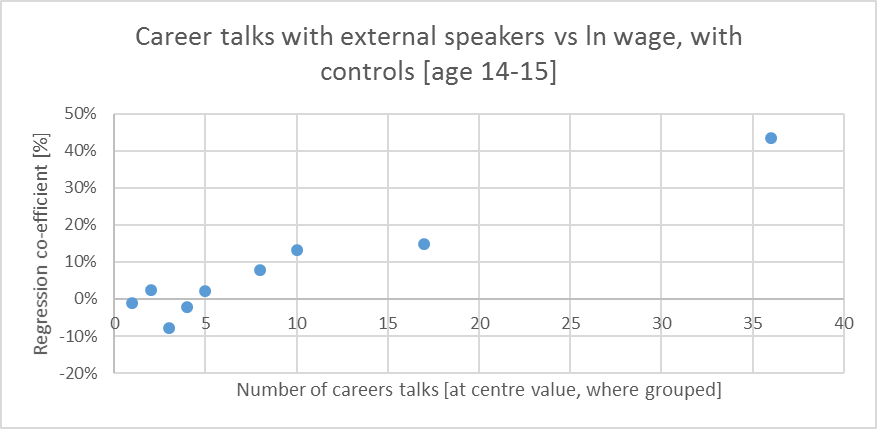 Career talks with external speakers vs ln wage, with
controls [age 14-15]
Regression co-efficient [%]
50%
40%
30%
20%
10%
0%
-10%
-20%
0 5 10 15 20 25 30 35 40
Number of careers talks [at centre value, where grouped]